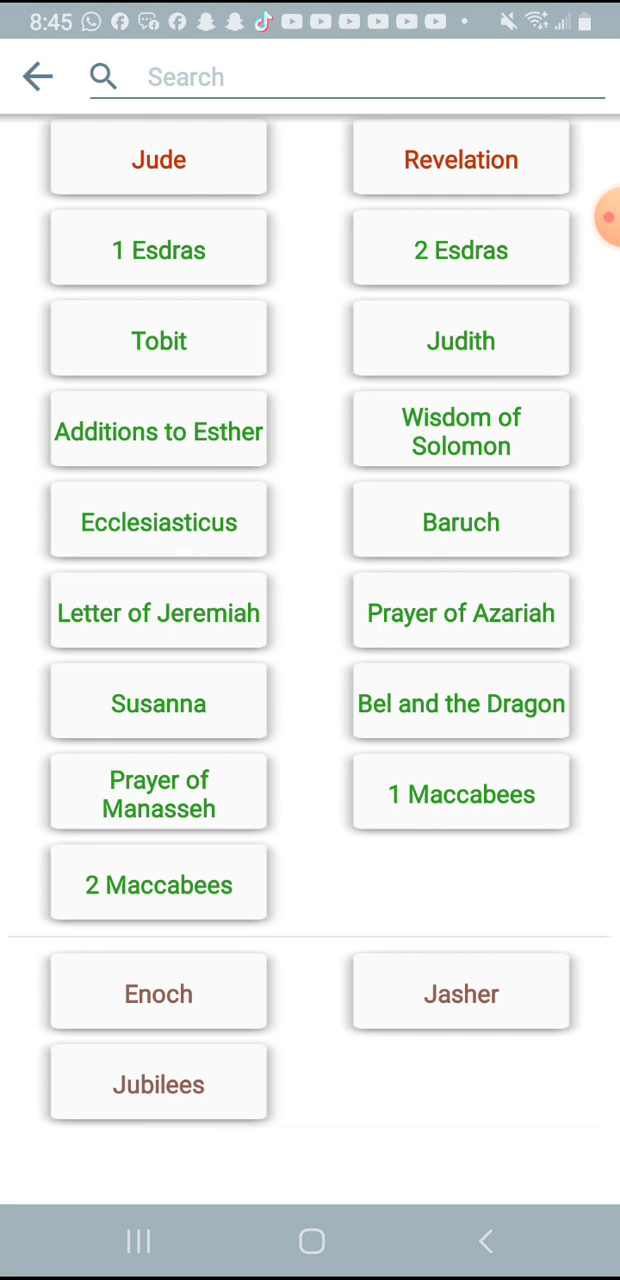 8:45
Search
Jude
Revelation
1 Esdras
2 Esdras
Tobit
Judith
Additions to Esther
Wisdom of
Solomon
Ecclesiasticus
Baruch
Letter of Jeremiah
Prayer of Azariah
Susanna
Bel and the Dragon
Prayer of
Manasseh
1 Maccabees
2 Maccabees
Enoch
Jasher
Jubilees